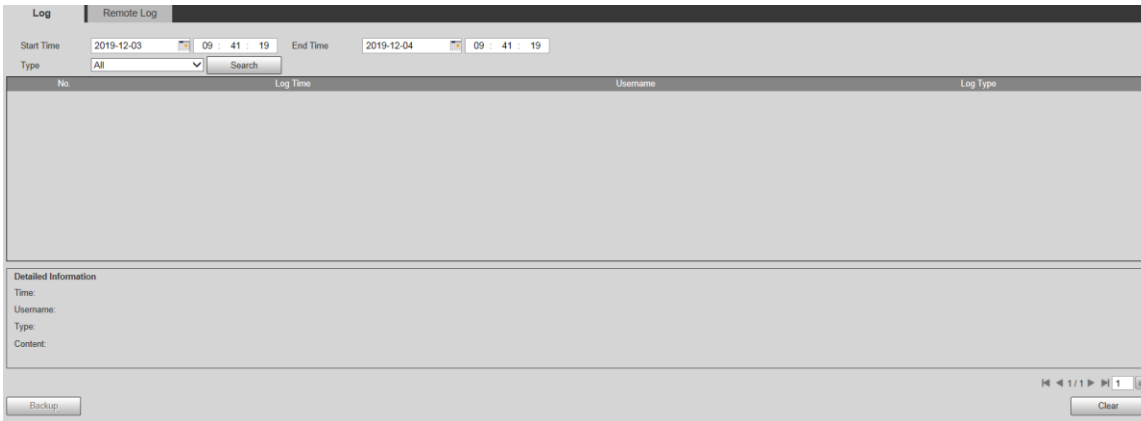 Log Remote Log
Start Time 2019-12-03 09 : 41 : 19 End Time 2019-12-04 09 : 41 : 19
Type All Search
No. Log Time Username Log Type
Detailed Information
Time:
Username:
Type:
Content:
1 / 1 1
Backup Clear